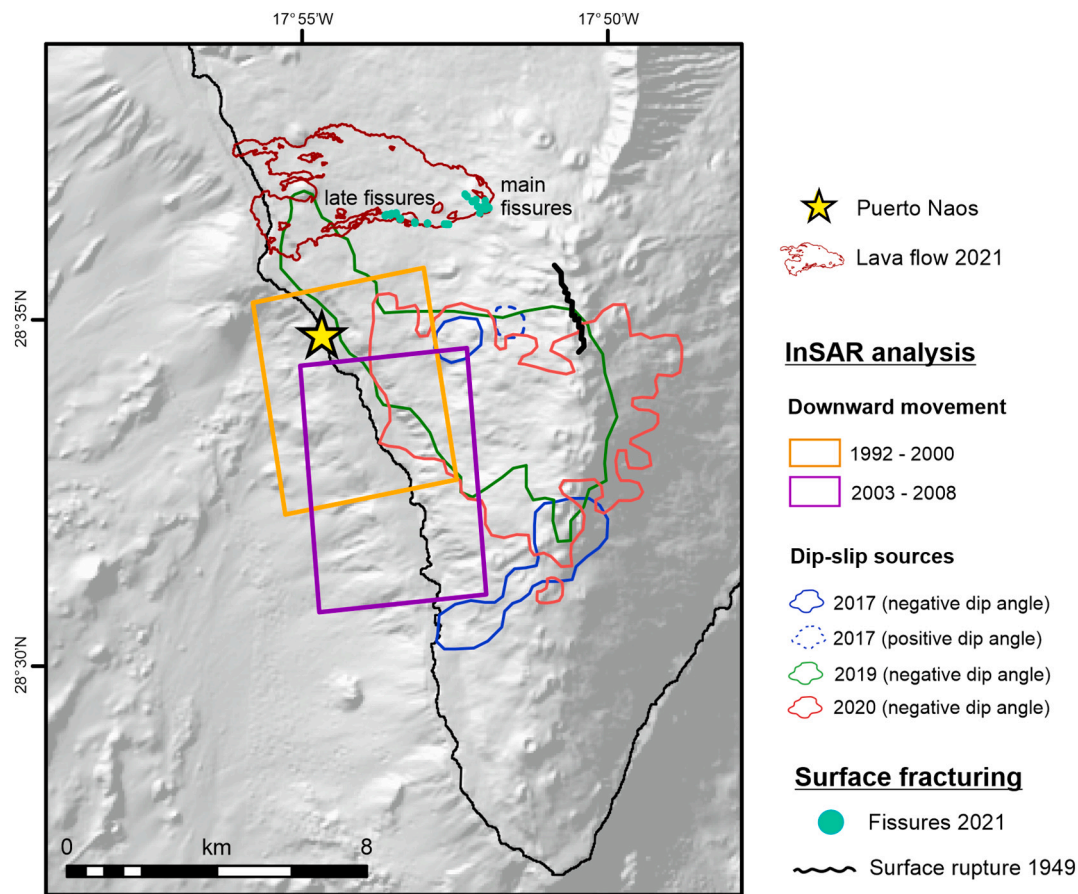 17°55'W
17°50'W
late fissures
main
fissures
28°35'N
28°30'N
0
km
8
Puerto Naos
Lava flow 2021
InSAR analysis
Downward movement
1992 - 2000
2003 - 2008
Dip-slip sources
2017 (negative dip angle)
2017 (positive dip angle)
2019 (negative dip angle)
2020 (negative dip angle)
Surface fracturing
Fissures 2021
Surface rupture 1949